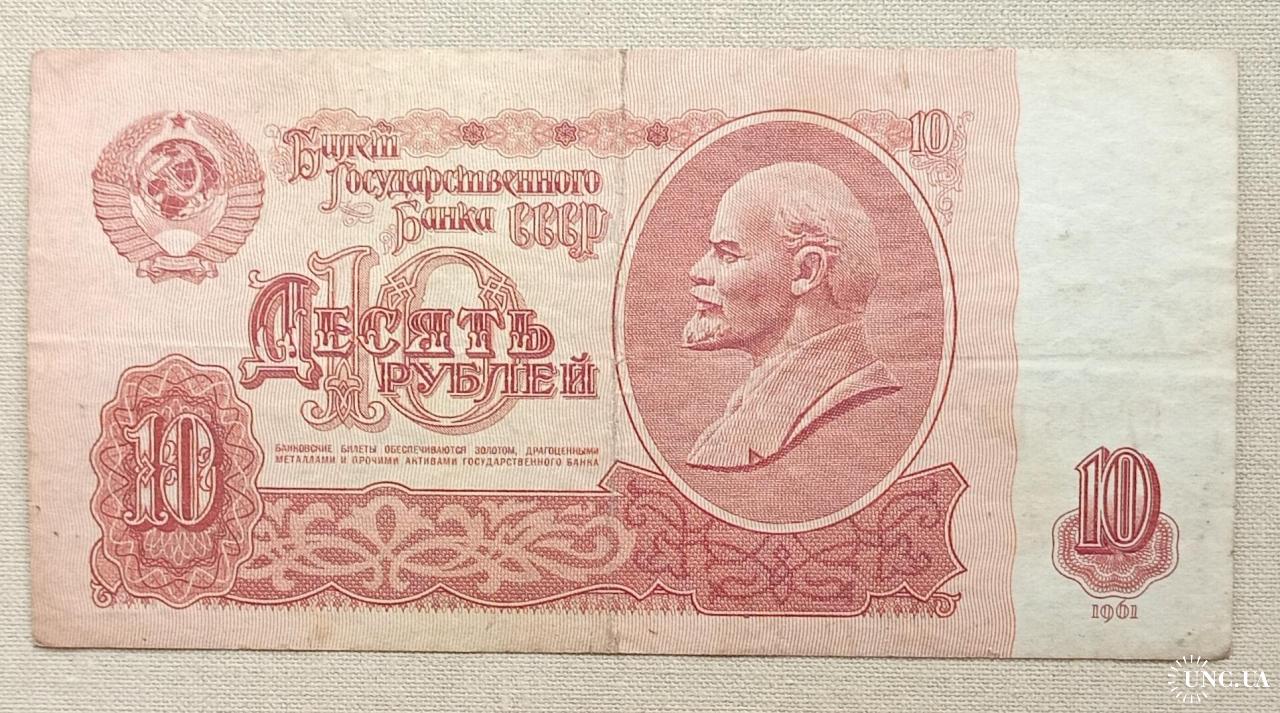 Билет
Государственного
Банка СССР
10
10
Десять
рублей
БАНКОВСКИЕ БИЛЕТЫ ОБЕСПЕЧИВАЮТСЯ ЗОЛОТОМ, ДРАГОЦЕННЫМИ
МЕТАЛЛАМИ И ПРОЧИМИ АКТИВАМИ ГОСУДАРСТВЕННОГО БАНКА
10
10
1961
UNC.UA